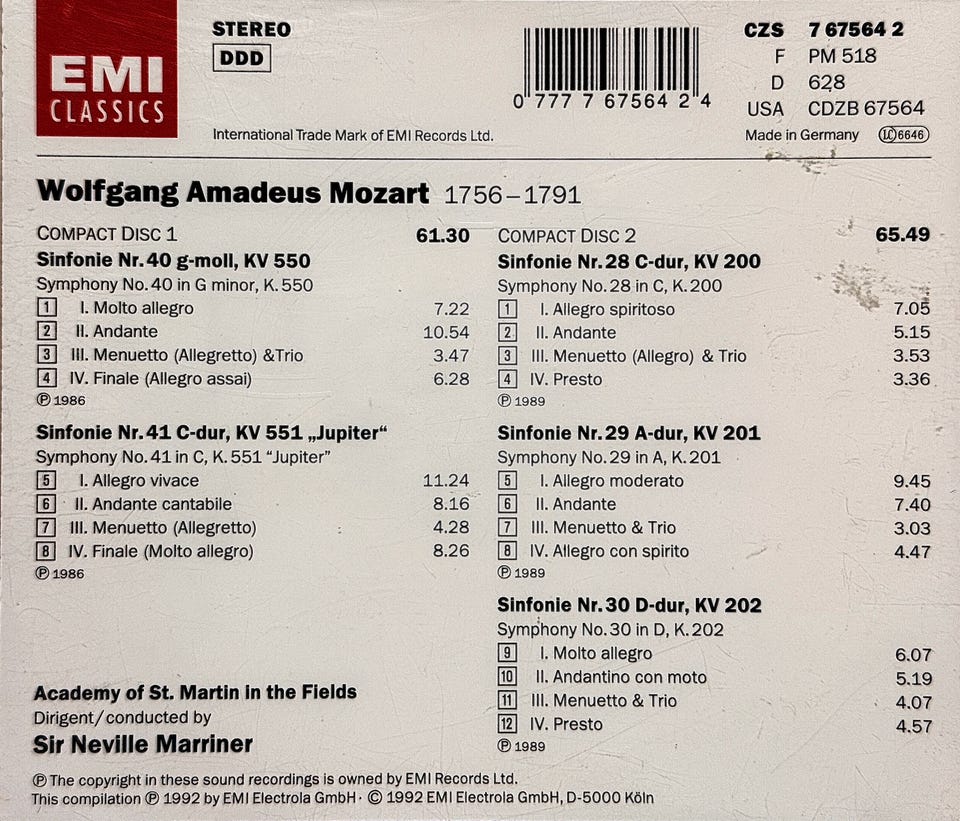 EMI
CLASSICS
STEREO
DDD
International Trade Mark of EMI Records Ltd.
0 777 7 67564 2 4
CZS 7 67564 2
F PM 518
D 628
USA CDZB 67564
Made in Germany LC 6646
Wolfgang Amadeus Mozart 1756–1791
COMPACT DISC 1 61.30
Sinfonie Nr. 40 g-moll, KV 550
Symphony No. 40 in G minor, K. 550
1 I. Molto allegro 7.22
2 II. Andante 10.54
3 III. Menuetto (Allegretto) &Trio 3.47
4 IV. Finale (Allegro assai) 6.28
℗ 1986
Sinfonie Nr. 41 C-dur, KV 551 „Jupiter“
Symphony No. 41 in C, K. 551 “Jupiter”
5 I. Allegro vivace 11.24
6 II. Andante cantabile 8.16
7 III. Menuetto (Allegretto) 4.28
8 IV. Finale (Molto allegro) 8.26
℗ 1986
COMPACT DISC 2 65.49
Sinfonie Nr. 28 C-dur, KV 200
Symphony No. 28 in C, K. 200
1 I. Allegro spiritoso 7.05
2 II. Andante 5.15
3 III. Menuetto (Allegro) & Trio 3.53
4 IV. Presto 3.36
℗ 1989
Sinfonie Nr. 29 A-dur, KV 201
Symphony No. 29 in A, K. 201
5 I. Allegro moderato 9.45
6 II. Andante 7.40
7 III. Menuetto & Trio 3.03
8 IV. Allegro con spirito 4.47
℗ 1989
Sinfonie Nr. 30 D-dur, KV 202
Symphony No. 30 in D, K. 202
9 I. Molto allegro 6.07
10 II. Andantino con moto 5.19
11 III. Menuetto & Trio 4.07
12 IV. Presto 4.57
℗ 1989
Academy of St. Martin in the Fields
Dirigent/conducted by
Sir Neville Marriner
℗ The copyright in these sound recordings is owned by EMI Records Ltd.
This compilation ℗ 1992 by EMI Electrola GmbH · © 1992 EMI Electrola GmbH, D-5000 Köln